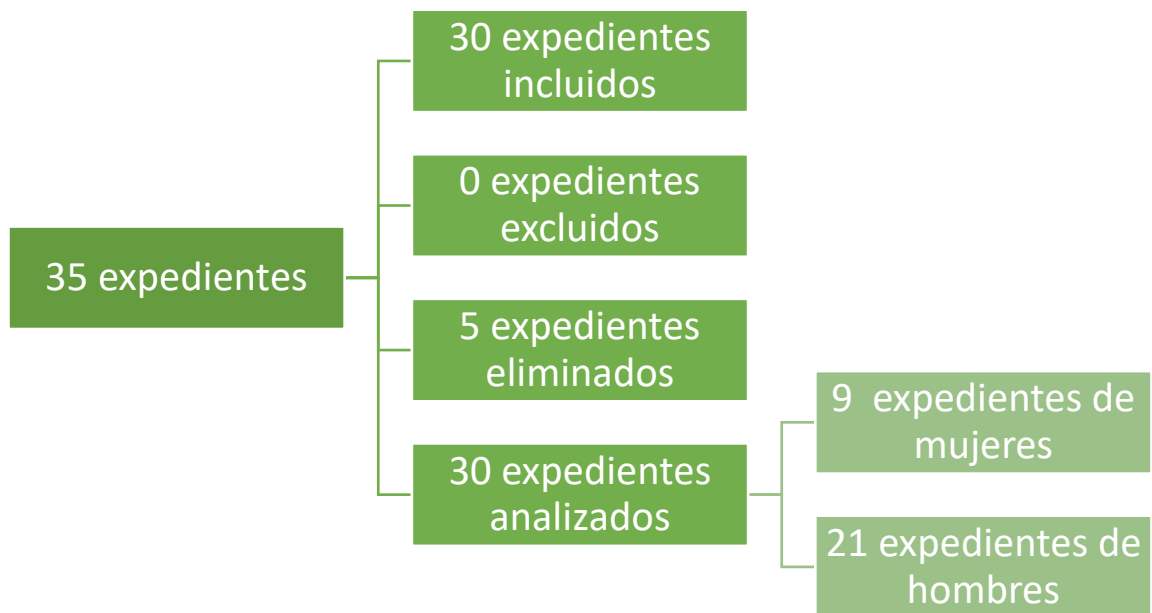 30 expedientes
incluidos
0 expedientes
excluidos
35 expedientes
5 expedientes
eliminados
30 expedientes
analizados
9 expedientes de
mujeres
21 expedientes de
hombres